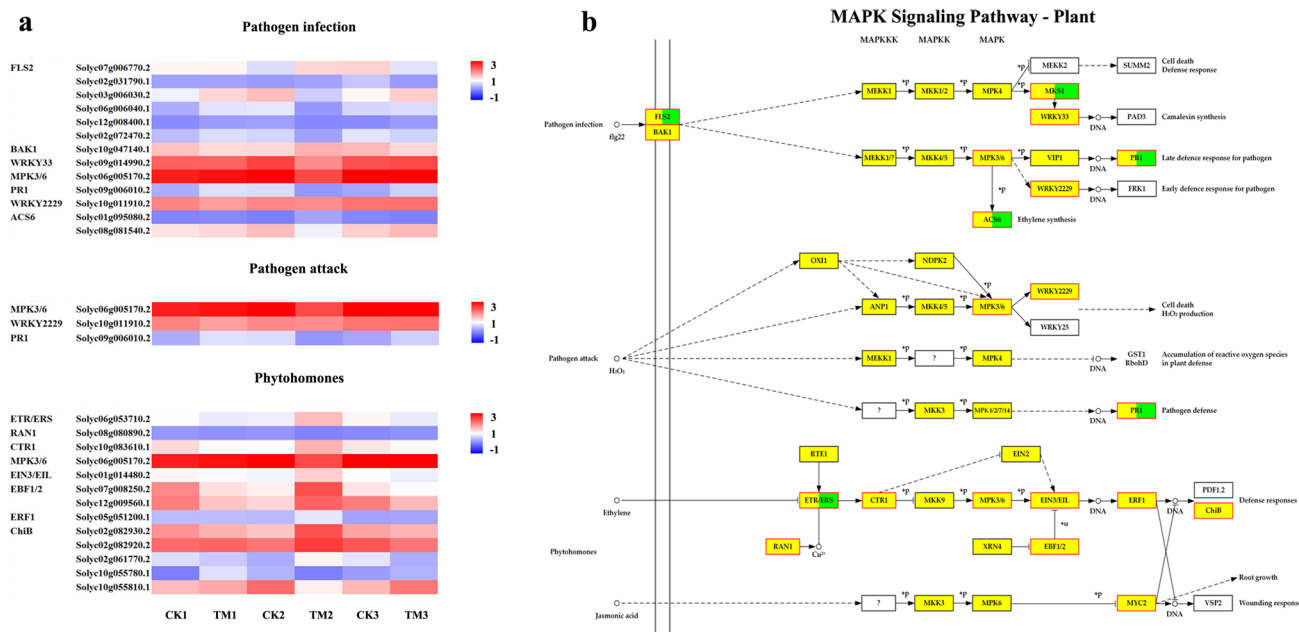 a
Pathogen infection
FLS2 Solyc07g006770.2
Solyc02g031790.1
Solyc03g006030.2
Solyc06g006040.1
Solyc12g008400.1
Solyc02g072470.2
BAK1 Solyc10g047140.1
WRKY33 Solyc09g014990.2
MPK3/6 Solyc06g005170.2
PR1 Solyc09g006010.2
WRKY2229 Solyc10g011910.2
ACS6 Solyc01g095080.2
Solyc08g081540.2
3
1
-1
Pathogen attack
MPK3/6 Solyc06g005170.2
WRKY2229 Solyc10g011910.2
PR1 Solyc09g006010.2
3
1
-1
Phytohomones
ETR/ERS Solyc06g053710.2
RAN1 Solyc08g080890.2
CTR1 Solyc10g083610.1
MPK3/6 Solyc06g005170.2
EIN3/EIL Solyc01g014480.2
EBF1/2 Solyc07g008250.2
Solyc12g009560.1
ERF1 Solyc05g051200.1
ChiB Solyc02g082930.2
Solyc02g082920.2
Solyc02g061770.2
Solyc10g055780.1
Solyc10g055810.1
3
1
-1
CK1 TM1 CK2 TM2 CK3 TM3
b
MAPK Signaling Pathway - Plant
MAPKKK MAPKK MAPK
+p
MEKK2 SUMM2 Cell death
Defense response
MEKK1 +p MKK1/2 +p MPK4 +p MKS1
FLS2
BAK1
Pathogen infection
flg22
WRKY33 DNA PAD3 Camalexin synthesis
MEKK1/? +p MKK4/5 +p MPK3/6 +p VIP1 DNA PR1 Late defence response for pathogen
WRKY2229 DNA FRK1 Early defence response for pathogen
+p
ACS6 Ethylene synthesis
OXI1 NDPK2 +p
WRKY2229
ANP1 +p MKK4/5 +p MPK3/6
Cell death
H₂O₂ production
WRKY25
Pathogen attack
H₂O₂
MEKK1 +p ? +p MPK4 DNA GST1
RbohD
Accumulation of reactive oxygen species
in plant defense
? +p MKK3 +p MPK1/2/7/14 DNA PR1 Pathogen defense
RTE1 EIN2
PDF1.2
Ethylene ETR/ERS CTR1 +p MKK9 +p MPK3/6 +p EIN3/EIL DNA ERF1 DNA Defense responses
ChiB
+u
RAN1 Cu²⁺ XRN4 EBF1/2
Phytohomones
Root growth
Jasmonic acid ? +p MKK3 +p MPK6 +p MYC2 DNA VSP2 Wounding respons